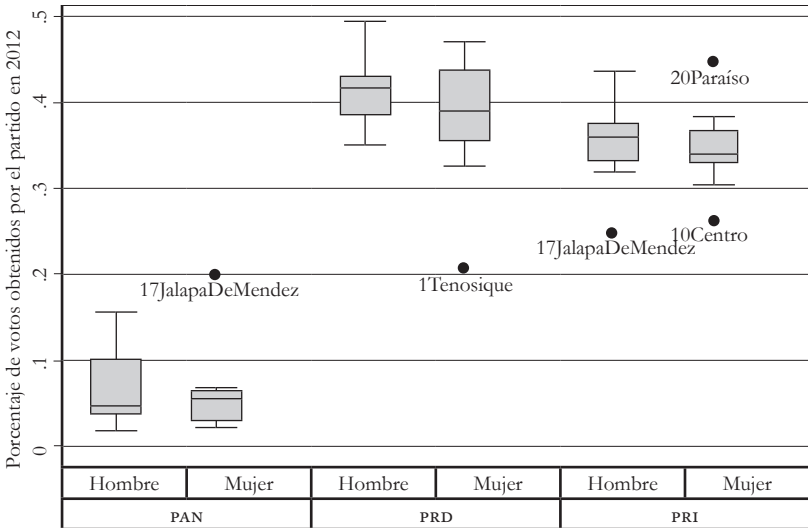 Porcentaje de votos obtenidos por el partido en 2012
.5
.4
.3
.2
.1
0
20Paraíso
17JalapaDeMendez
10Centro
17JalapaDeMendez
1Tenosique
Hombre Mujer Hombre Mujer Hombre Mujer
PAN PRD PRI